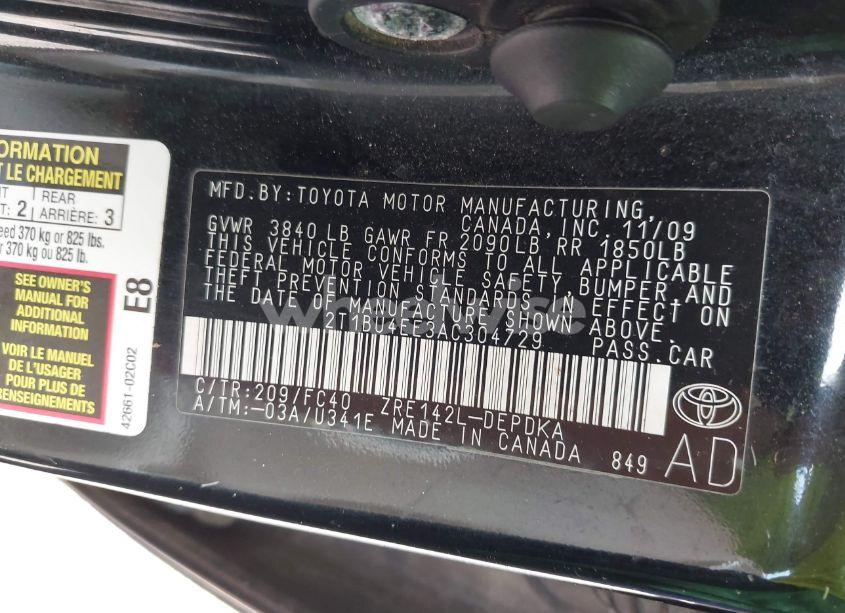 ORMATION
T LE CHARGEMENT
NT REAR
T: 2 ARRIÈRE: 3
eed 370 kg or 825 lbs.
r 370 kg ou 825 lb.
SEE OWNER'S
MANUAL FOR
ADDITIONAL
INFORMATION
VOIR LE MANUEL
DE L'USAGER
POUR PLUS DE
RENSEIGNEMENTS
E8
42661-02C02
MFD.BY:TOYOTA MOTOR MANUFACTURING,
CANADA, INC. 11/09
GVWR 3840 LB GAWR FR 2090LB RR 1850LB
THIS VEHICLE CONFORMS TO ALL APPLICABLE
FEDERAL MOTOR VEHICLE SAFETY, BUMPER, AND
THEFT PREVENTION STANDARDS IN EFFECT ON
THE DATE OF MANUFACTURE SHOWN ABOVE.
PASS.CAR
C/TR:209/FC40 ZRE142L-DEPDKA
A/TM:-03A/U341E MADE IN CANADA 849
AD